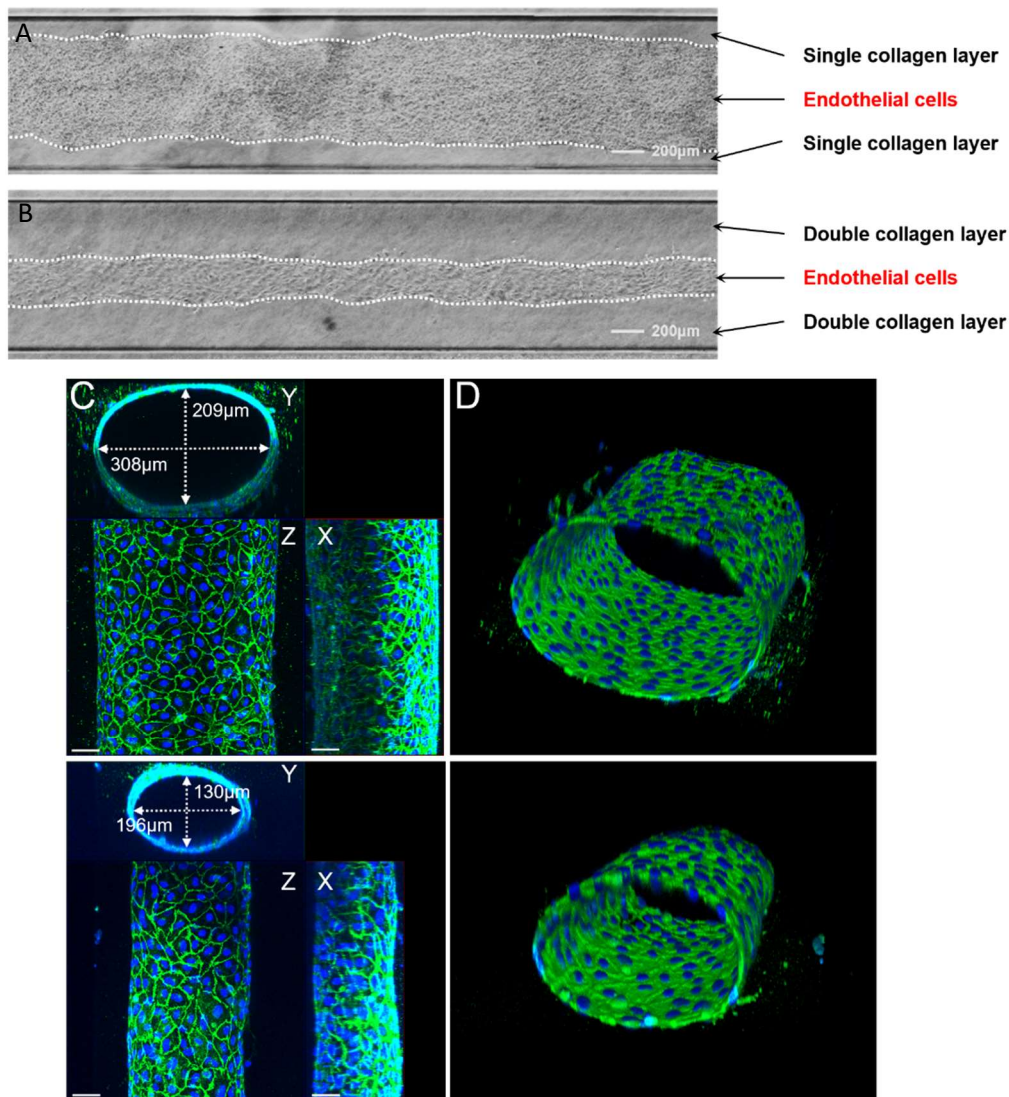 A
Single collagen layer
Endothelial cells
Single collagen layer
200µm
B
Double collagen layer
Endothelial cells
Double collagen layer
200µm
C
Y
209µm
308µm
Z
X
D
Y
130µm
196µm
Z
X